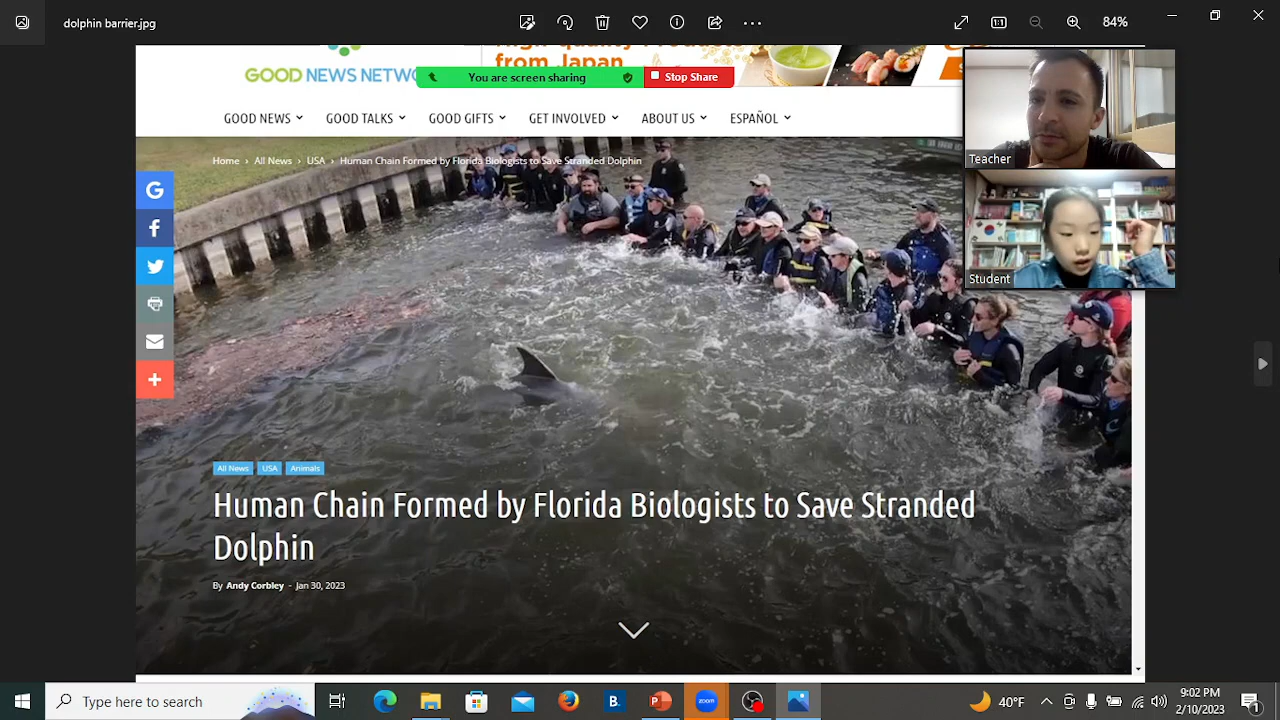 dolphin barrier.jpg
84%
from Japan
GOOD NEWS NETWO
You are screen sharing
Stop Share
GOOD NEWS
GOOD TALKS
GOOD GIFTS
GET INVOLVED
ABOUT US
ESPAÑOL
Teacher
Home › All News › USA › Human Chain Formed by Florida Biologists to Save Stranded Dolphin
Student
All News
USA
Animals
Human Chain Formed by Florida Biologists to Save Stranded
Dolphin
By Andy Corbley - Jan 30, 2023
Type here to search
zoom
40°F
9:02 PM
2/10/2023